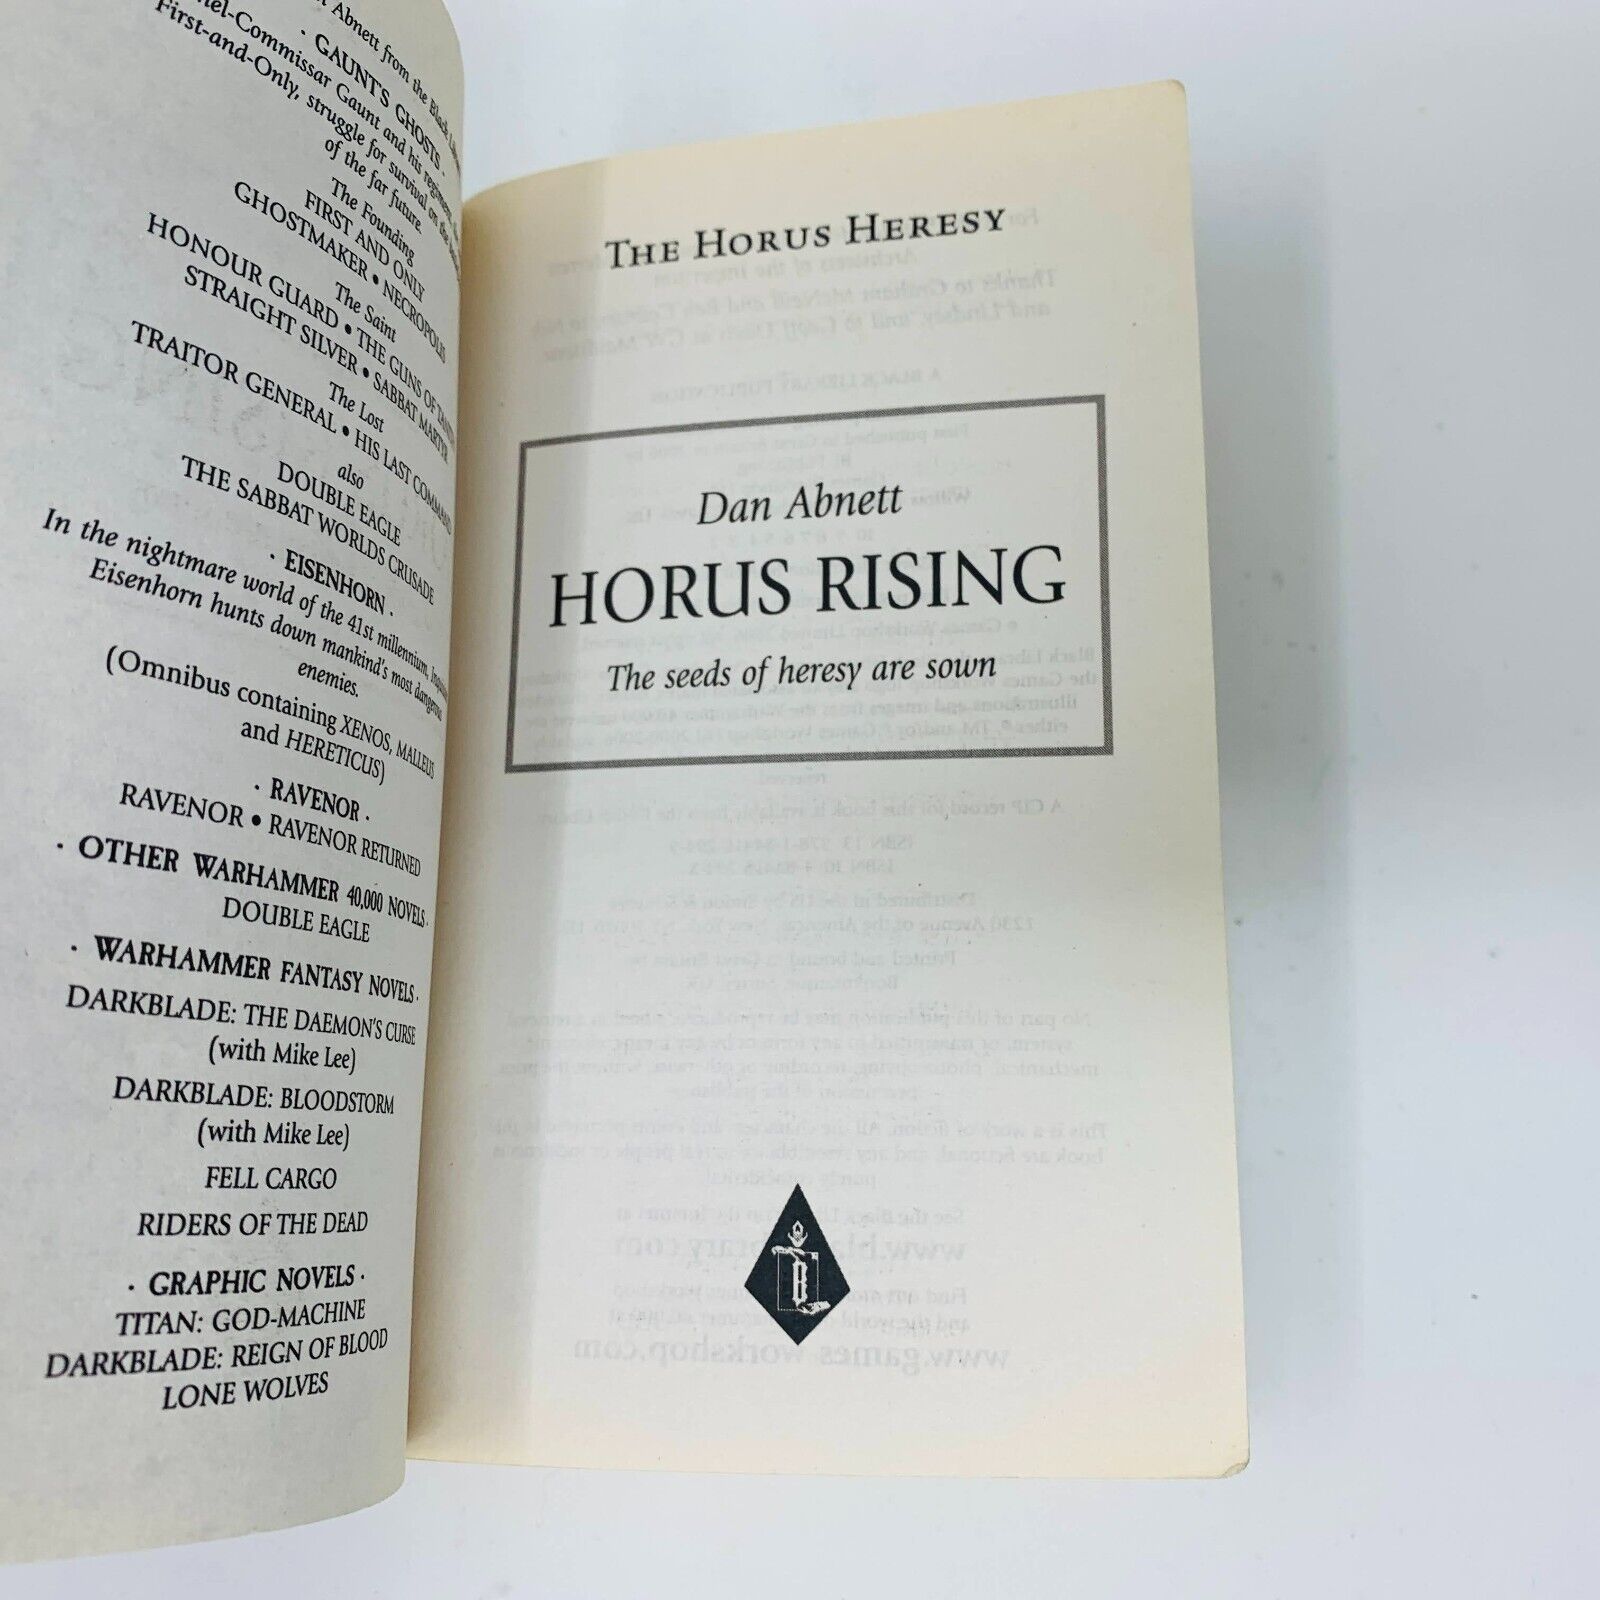 Abnett from the Black
· GAUNT'S GHOSTS ·
Commissar Gaunt and his regiment,
First-and-Only, struggle for survival on the
of the far future.
The Founding
FIRST AND ONLY
GHOSTMAKER • NECROPOLIS
The Saint
HONOUR GUARD • THE GUNS OF
STRAIGHT SILVER • SABBAT MARTYR
The Lost
TRAITOR GENERAL • HIS LAST COMMAND
also
DOUBLE EAGLE
THE SABBAT WORLDS CRUSADE
· EISENHORN ·
In the nightmare world of the 41st millennium,
Eisenhorn hunts down mankind's most dangerous
enemies.
(Omnibus containing XENOS, MALLEUS
and HERETICUS)
· RAVENOR ·
RAVENOR • RAVENOR RETURNED
· OTHER WARHAMMER 40,000 NOVELS ·
DOUBLE EAGLE
· WARHAMMER FANTASY NOVELS ·
DARKBLADE: THE DAEMON'S CURSE
(with Mike Lee)
DARKBLADE: BLOODSTORM
(with Mike Lee)
FELL CARGO
RIDERS OF THE DEAD
· GRAPHIC NOVELS ·
TITAN: GOD-MACHINE
DARKBLADE: REIGN OF BLOOD
LONE WOLVES
THE HORUS HERESY
Dan Abnett
HORUS RISING
The seeds of heresy are sown
B